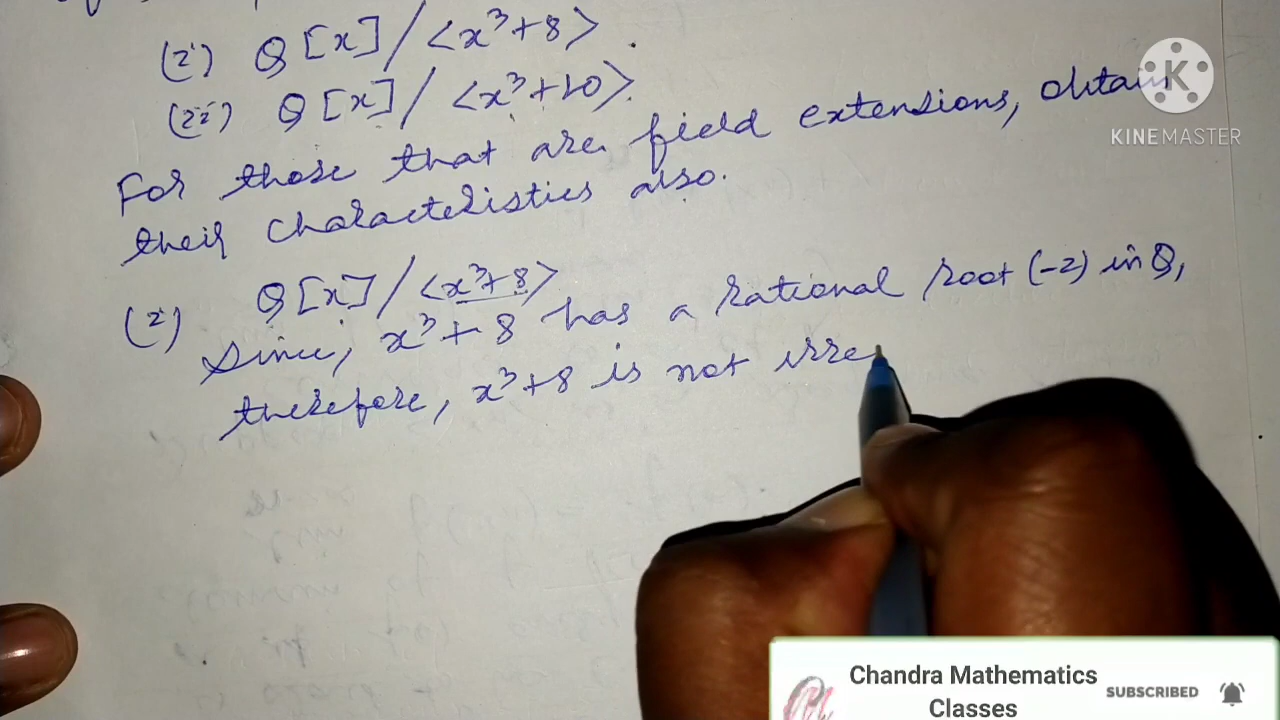 (i) Q[x]/<x³+8>.
(ii) Q[x]/<x³+10>.
For those that are field extensions, obtain
their characteristics also.
(i) Q[x]/<x³+8>
Since, x³+8 has a rational root (-2) in Q,
therefore, x³+8 is not irre
K
KINEMASTER
Chandra Mathematics
Classes
SUBSCRIBED